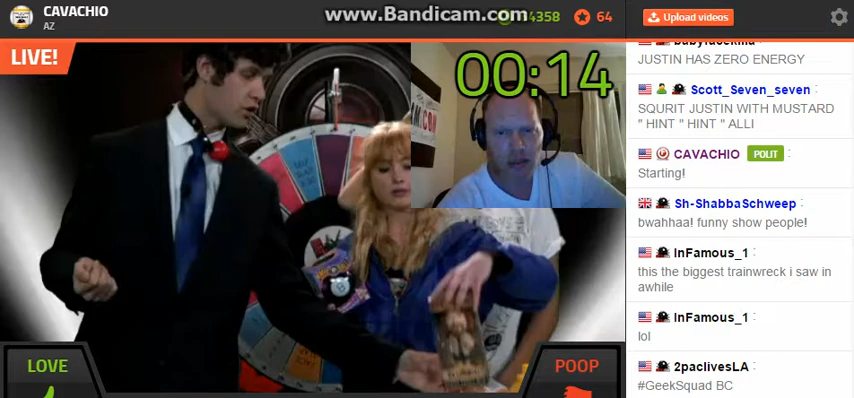 CAVACHIO
AZ
www.Bandicam.com
4358
64
Upload videos
LIVE!
00:14
LOVE
POOP
JUSTIN HAS ZERO ENERGY
Scott_Seven_seven :
SQURIT JUSTIN WITH MUSTARD
" HINT " HINT " ALLI
CAVACHIO POLIT :
Starting!
Sh-ShabbaSchweep :
bwahhaa! funny show people!
InFamous_1 :
this the biggest trainwreck i saw in
awhile
InFamous_1 :
lol
2paclivesLA :
#GeekSquad BC